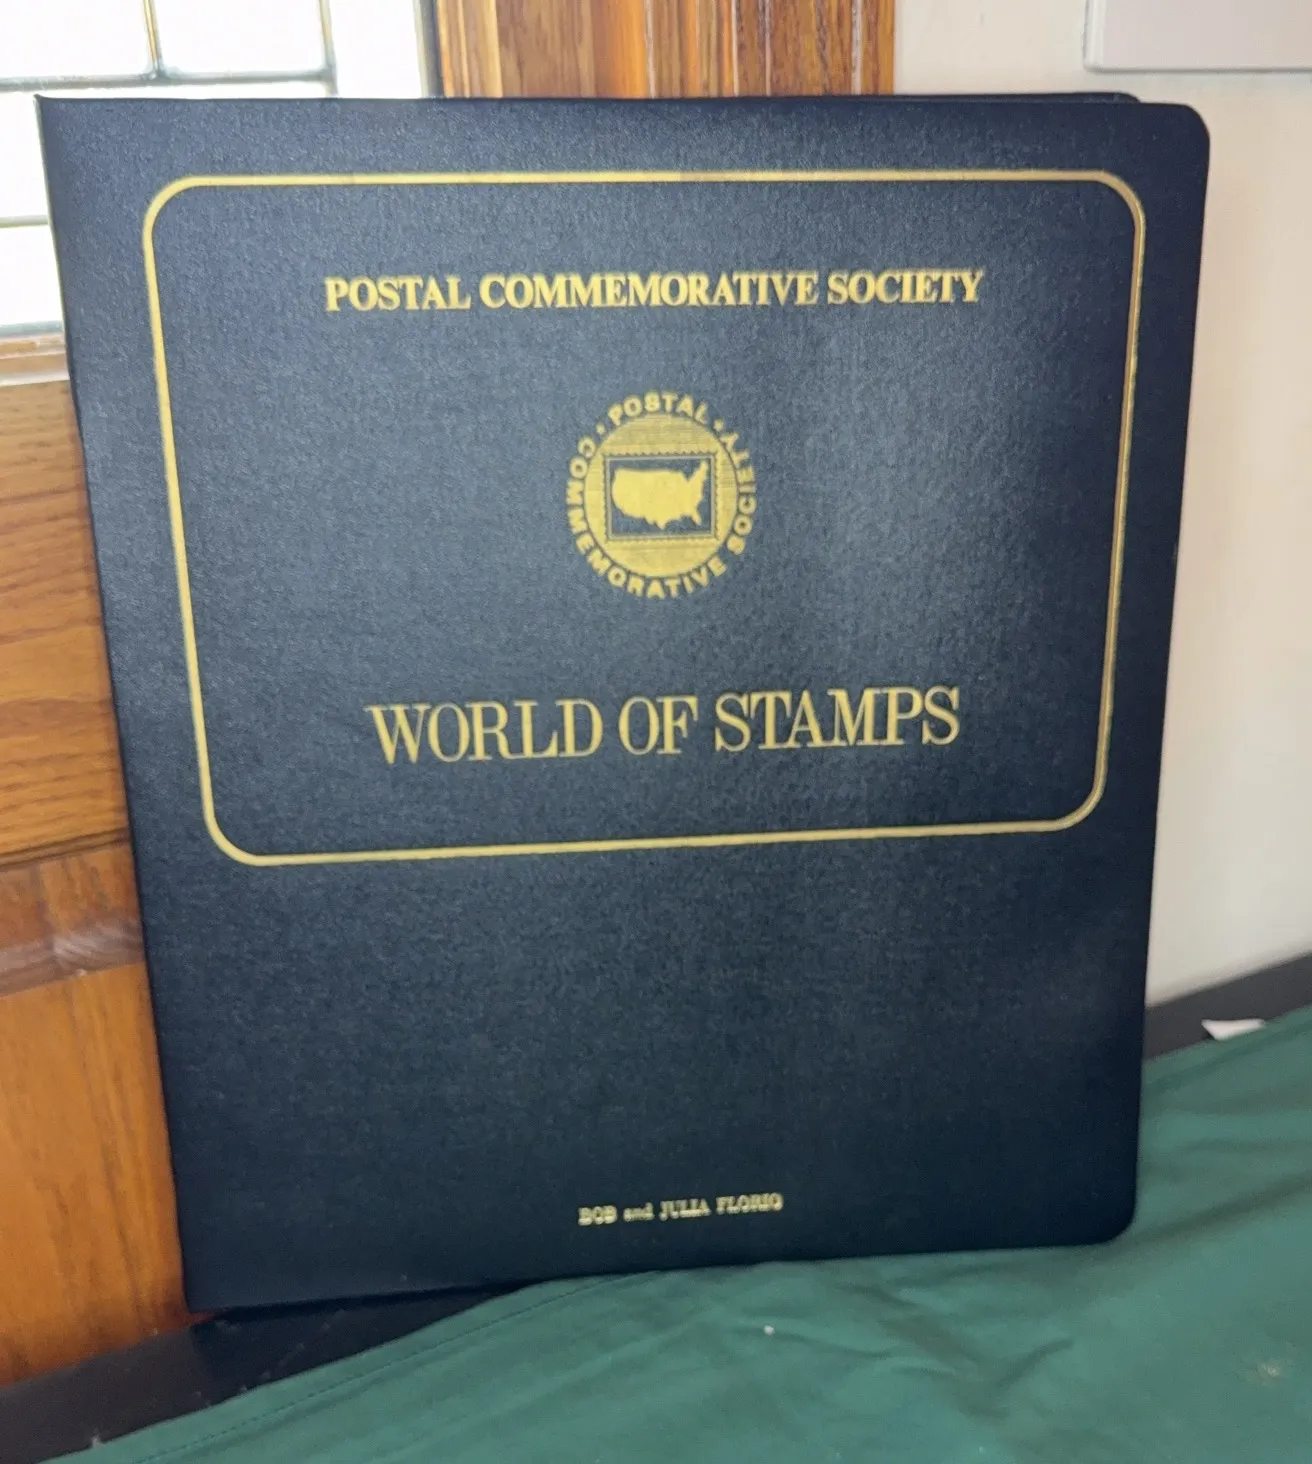 POSTAL COMMEMORATIVE SOCIETY
POSTAL • SOCIETY
COMMEMORATIVE
WORLD OF STAMPS
BOB and JULIA FLORIO